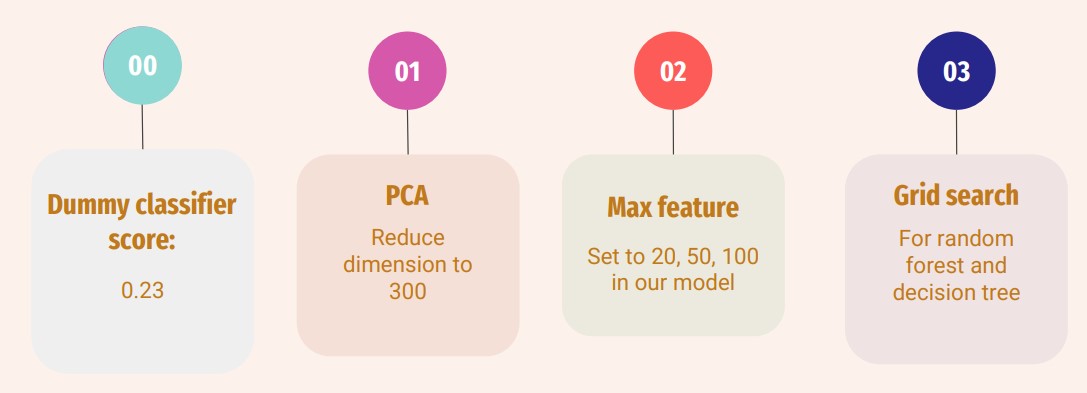 00
Dummy classifier
score:
0.23
01
PCA
Reduce
dimension to
300
02
Max feature
Set to 20, 50, 100
in our model
03
Grid search
For random
forest and
decision tree